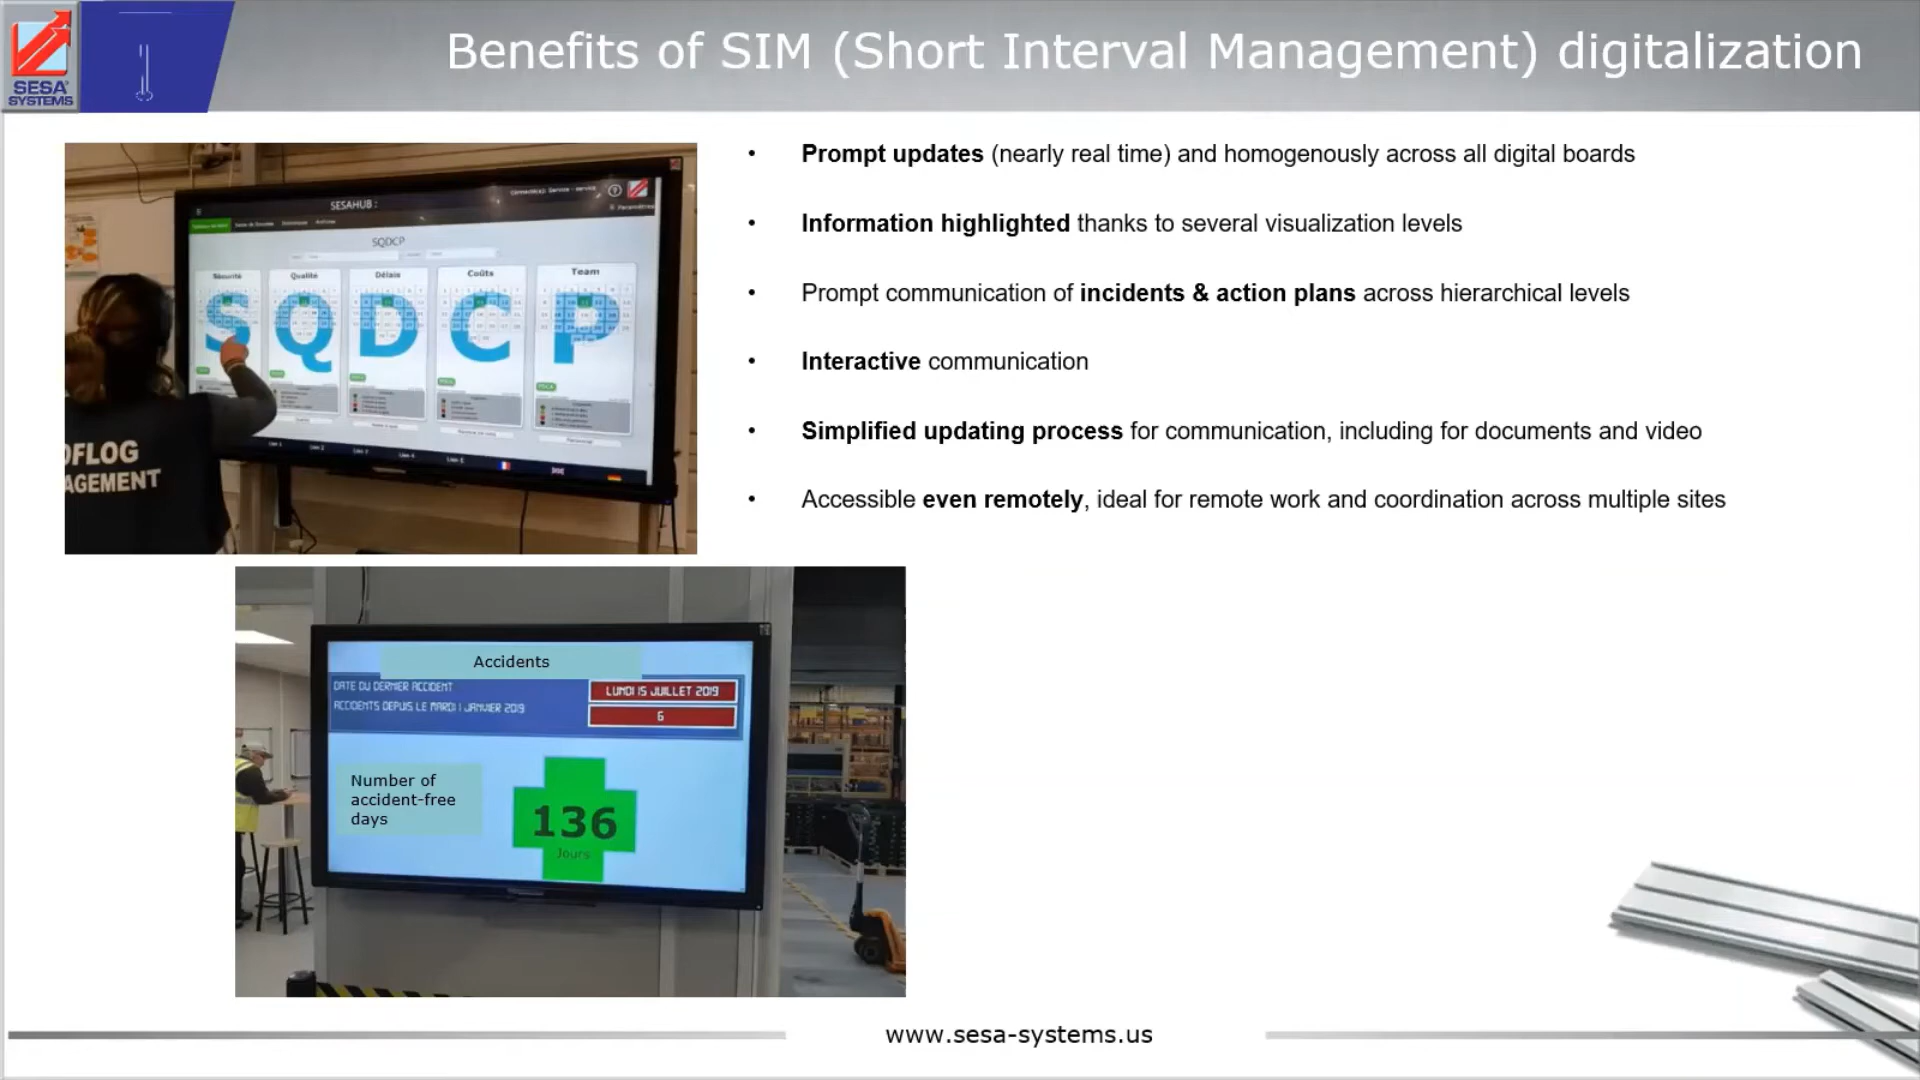 SESA
SYSTEMS
Benefits of SIM (Short Interval Management) digitalization
• Prompt updates (nearly real time) and homogenously across all digital boards
• Information highlighted thanks to several visualization levels
• Prompt communication of incidents & action plans across hierarchical levels
• Interactive communication
• Simplified updating process for communication, including for documents and video
• Accessible even remotely, ideal for remote work and coordination across multiple sites
SESAHUB :
SQDCP
Sécurité
Qualité
Délais
Coûts
Team
S Q D C P
OFLOG
AGEMENT
Accidents
DATE DU DERNIER ACCIDENT
LUNDI 15 JUILLET 2019
ACCIDENTS DEPUIS LE MARDI 1 JANVIER 2019
6
Number of
accident-free
days
136
Jours
www.sesa-systems.us